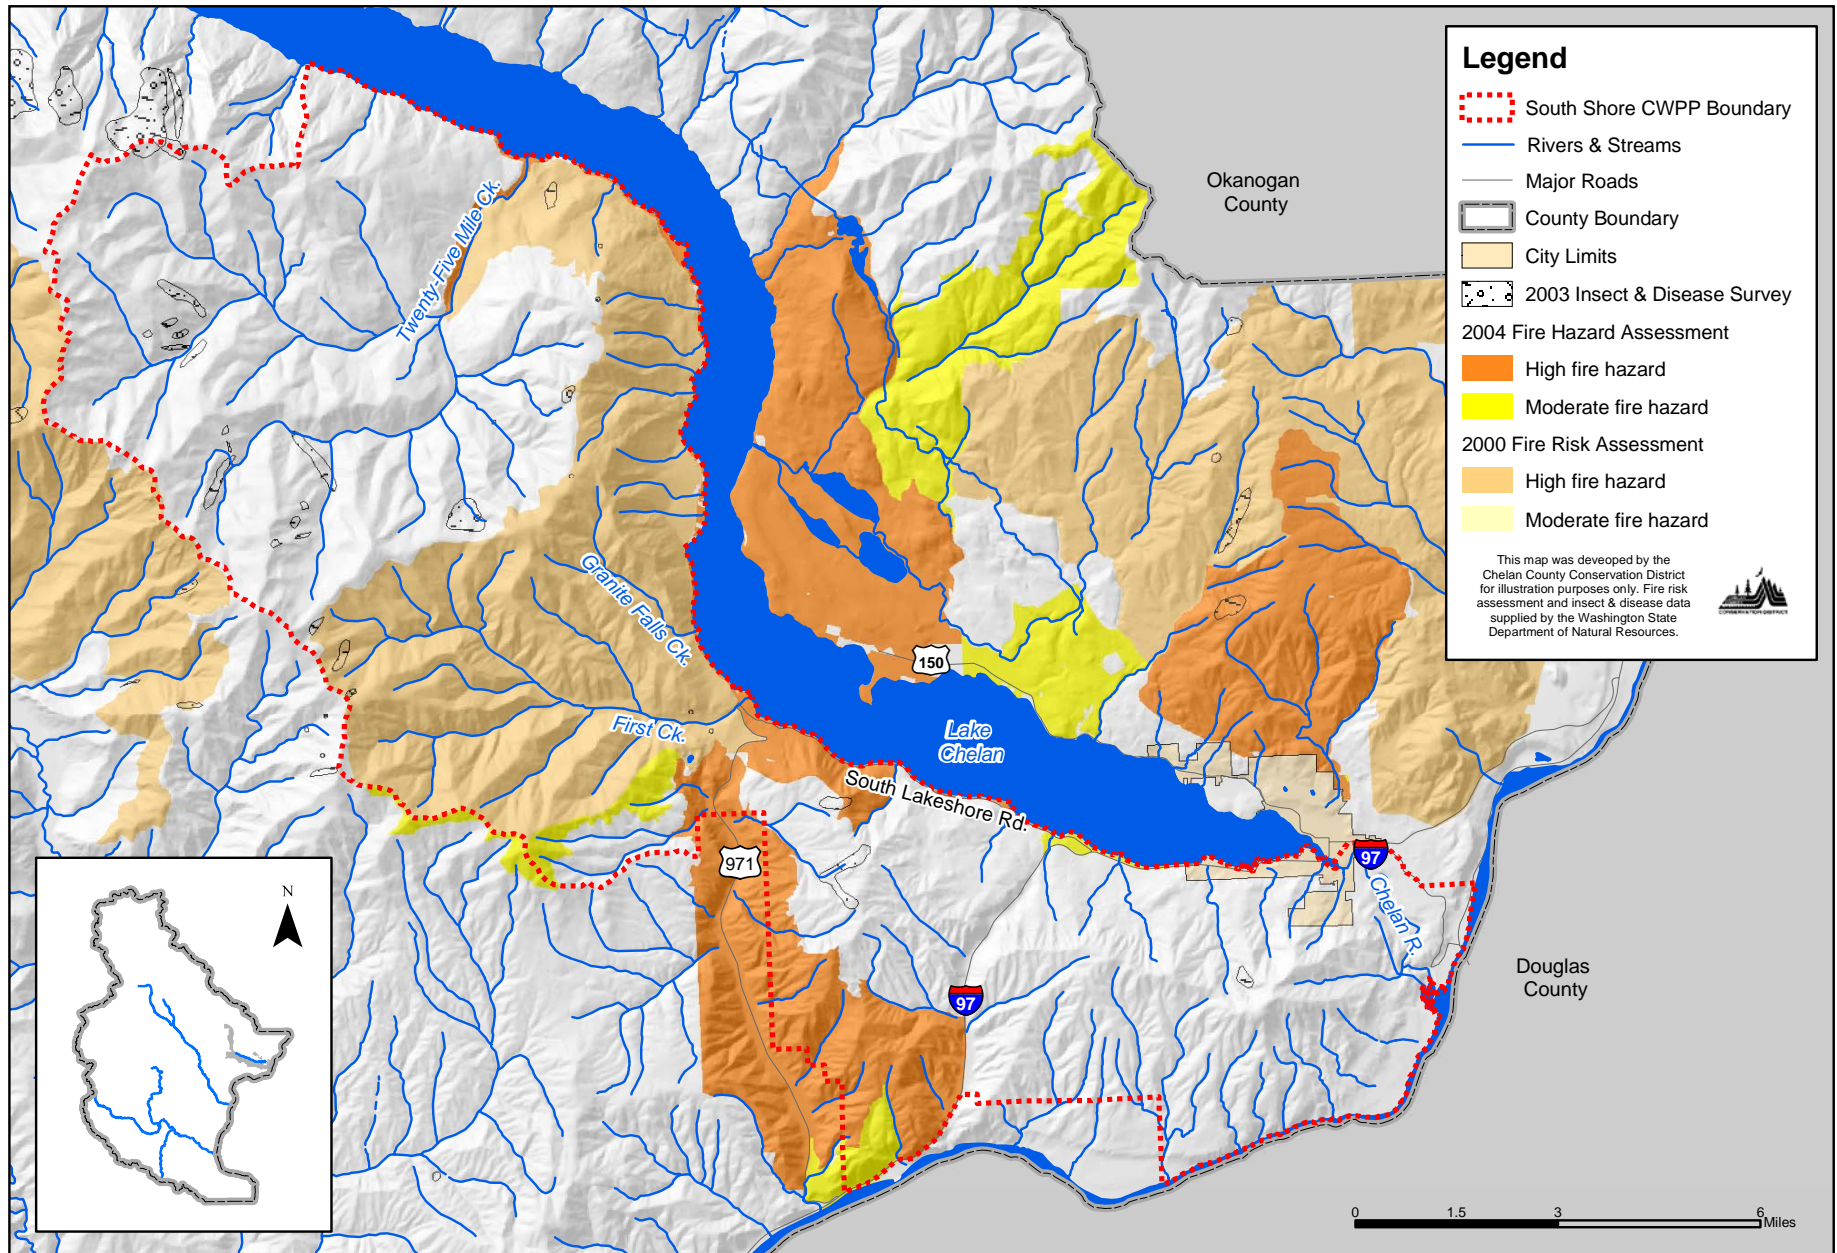 Legend
South Shore CWPP Boundary
Rivers & Streams
Major Roads
County Boundary
City Limits
2003 Insect & Disease Survey
2004 Fire Hazard Assessment
High fire hazard
Moderate fire hazard
2000 Fire Risk Assessment
High fire hazard
Moderate fire hazard
This map was deveoped by the
Chelan County Conservation District
for illustration purposes only. Fire risk
assessment and insect & disease data
supplied by the Washington State
Department of Natural Resources.
CONSERVATION DISTRICT
Okanogan
County
Twenty-Five Mile Ck.
Granite Falls Ck.
First Ck.
150
Lake
Chelan
South Lakeshore Rd.
971
97
Chelan R.
97
Douglas
County
N
0 1.5 3 6
Miles